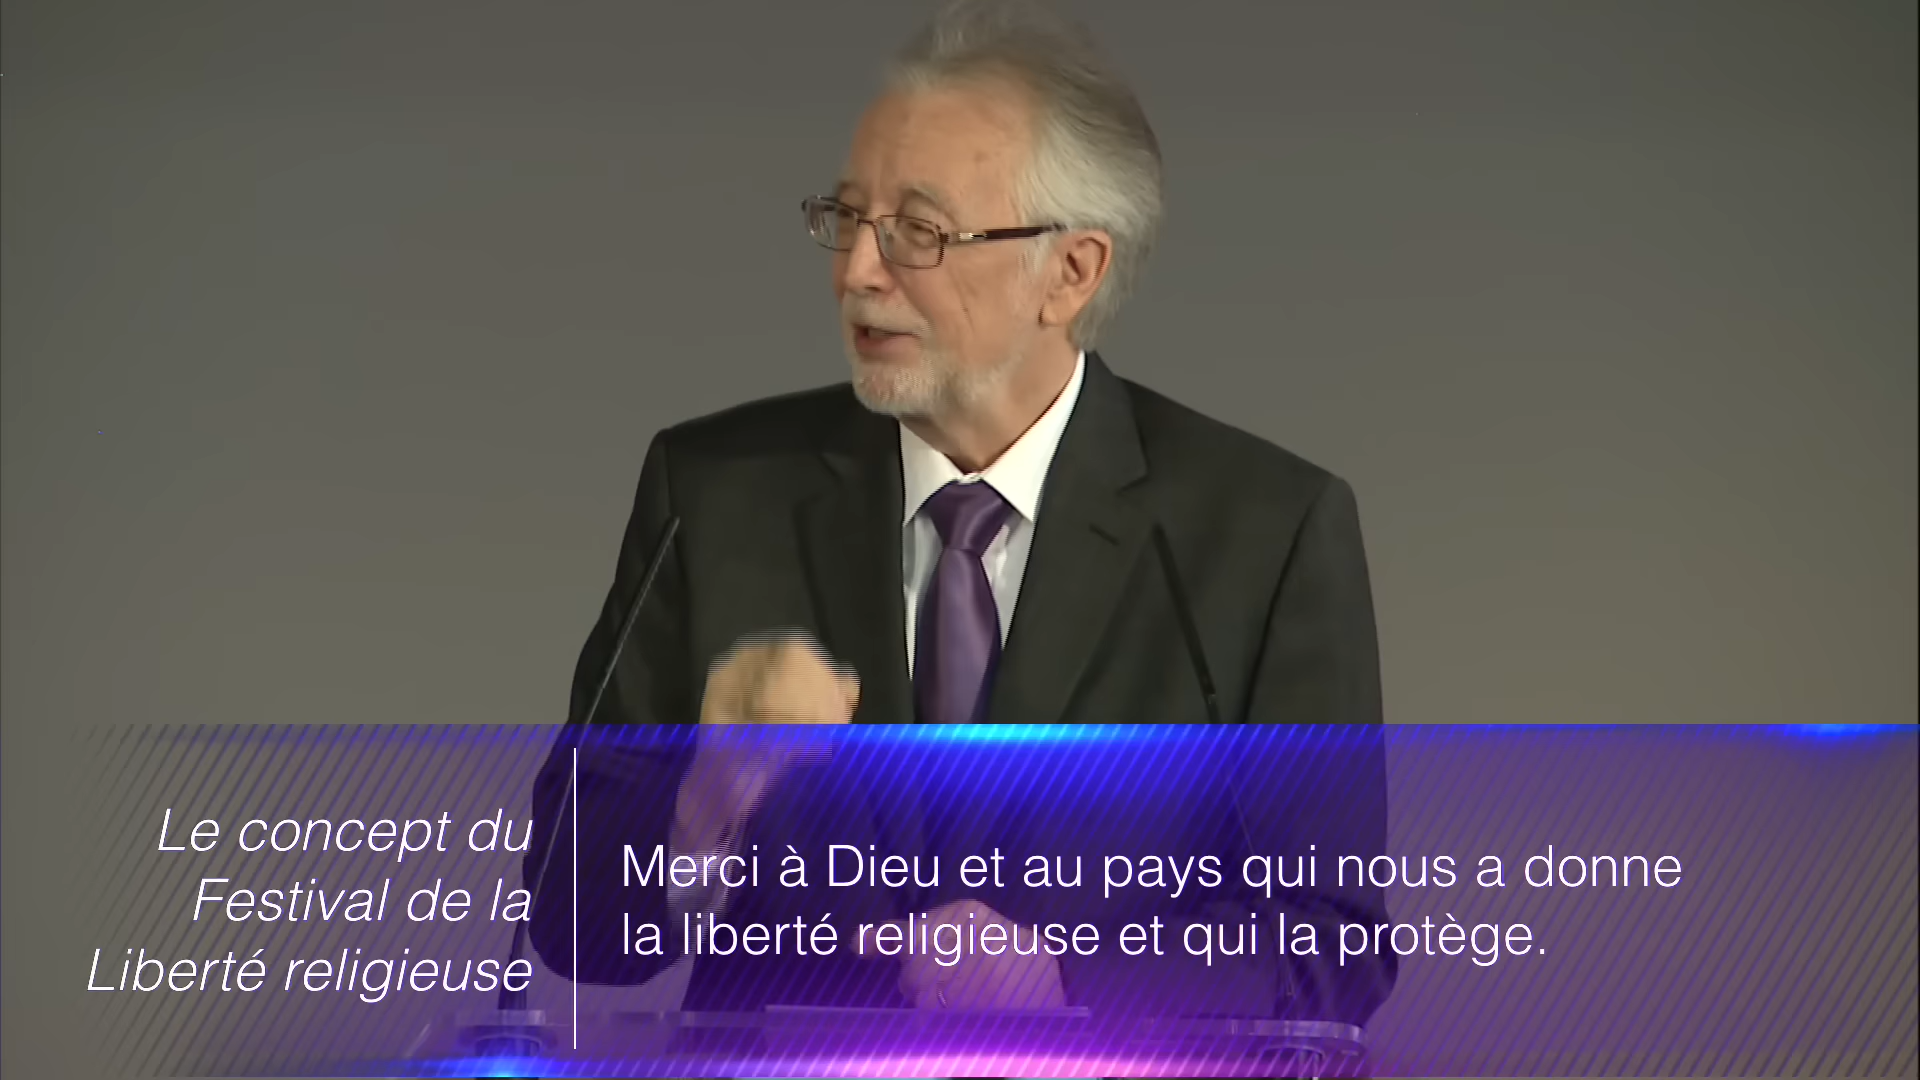 Le concept du
Festival de la
Liberté religieuse
Merci à Dieu et au pays qui nous a donne
la liberté religieuse et qui la protège.